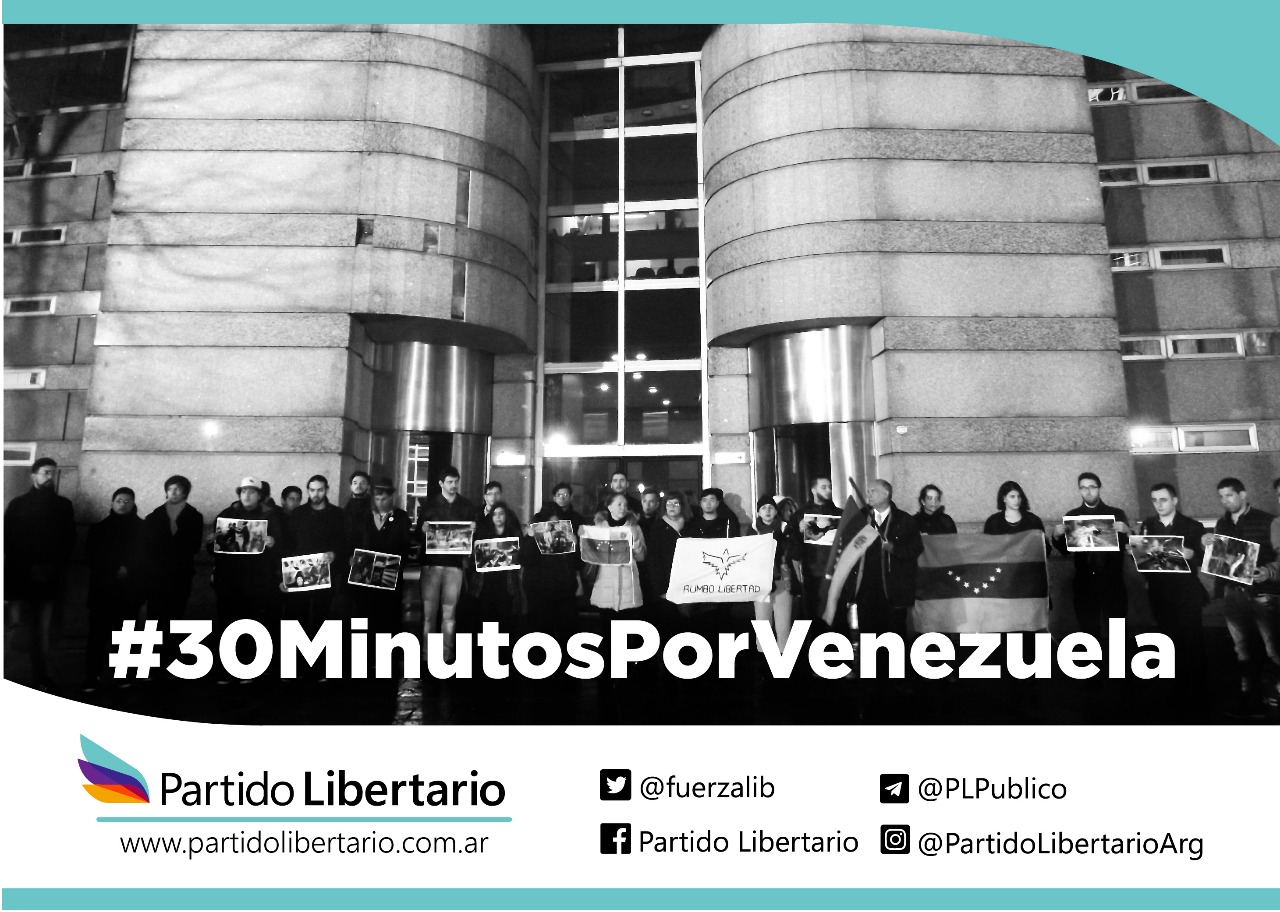 RUMBO LIBERTAD
#30MinutosPorVenezuela
Partido Libertario
www.partidolibertario.com.ar
@fuerzalib
@PLPublico
Partido Libertario
@PartidoLibertarioArg